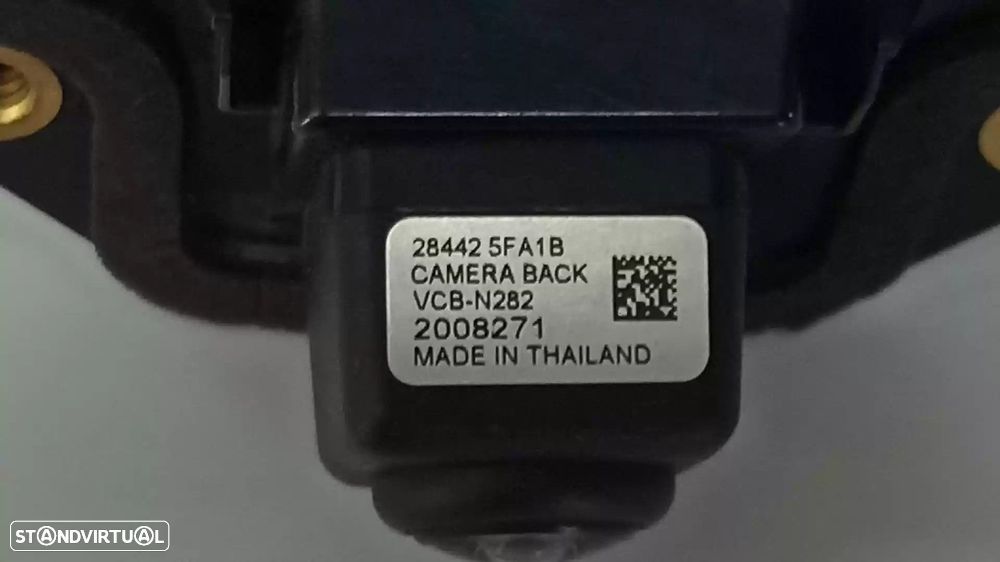 28442 5FA1B
CAMERA BACK
VCB-N282
2008271
MADE IN THAILAND
STANDVIRTUAL